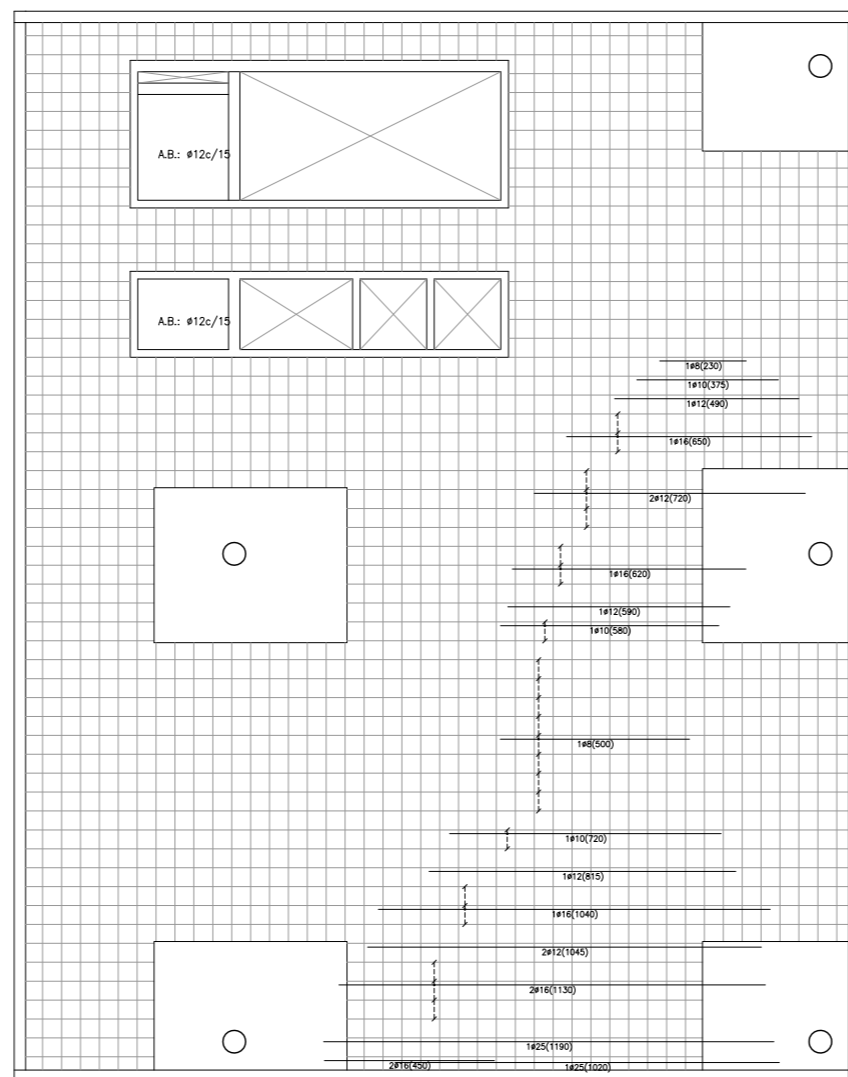 A.B.: ø12c/15
A.B.: ø12c/15
1ø8(230)
1ø10(375)
1ø12(490)
1ø16(650)
2ø12(720)
1ø16(620)
1ø12(590)
1ø10(580)
1ø8(500)
1ø10(720)
1ø12(815)
1ø16(1040)
2ø12(1045)
2ø16(1130)
1ø25(1190)
2ø16(450)
1ø25(1020)